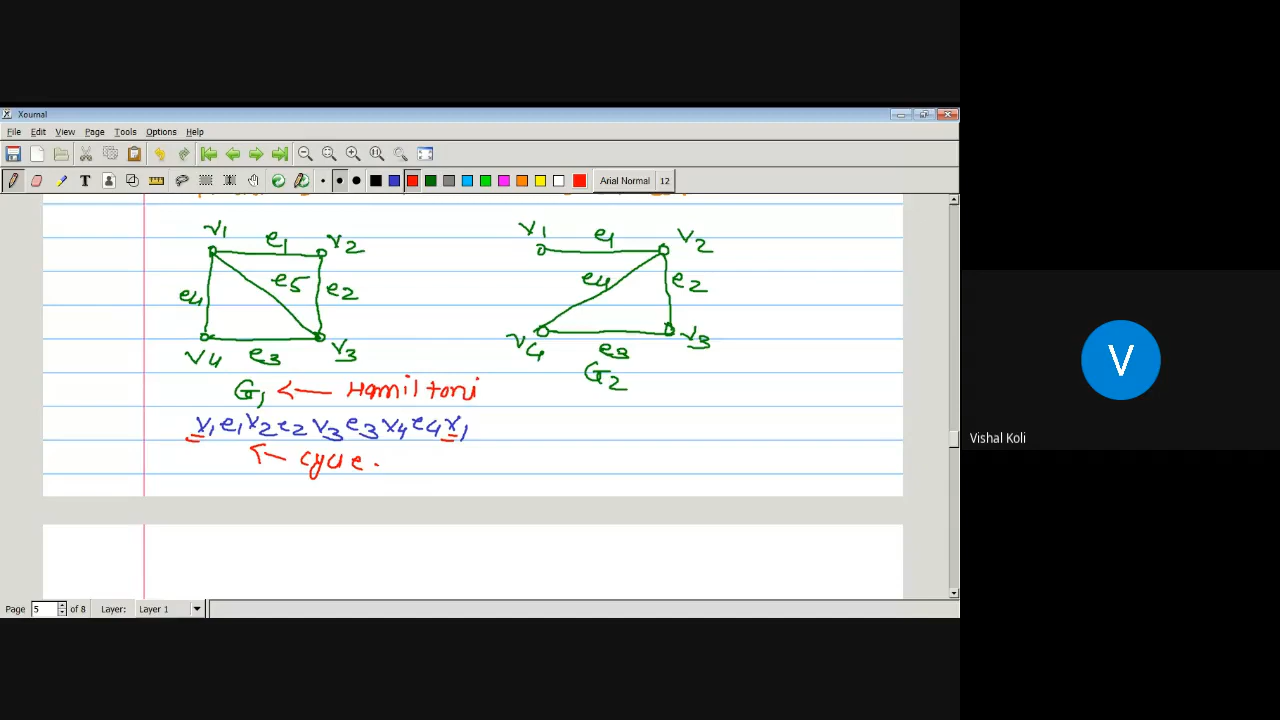 Xournal
File Edit View Page Tools Options Help
Arial Normal 12
v1 e1 v2
e4 e5 e2
v4 e3 v3
G1 ← Hamiltoni
v1 e1 v2 e2 v3 e3 v4 e4 v1
← cycle.
v1 e1 v2
e4 e2
v4 e3 v3
G2
Page 5 of 8 Layer: Layer 1
V
Vishal Koli